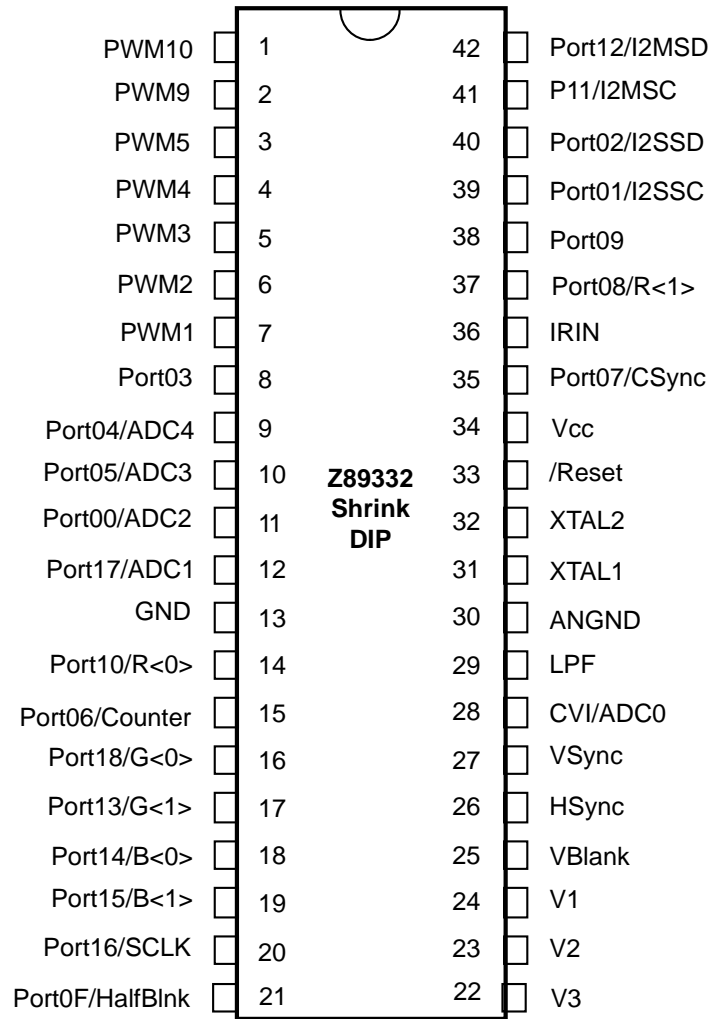 PWM10 1 42 Port12/I2MSD
PWM9 2 41 P11/I2MSC
PWM5 3 40 Port02/I2SSD
PWM4 4 39 Port01/I2SSC
PWM3 5 38 Port09
PWM2 6 37 Port08/R<1>
PWM1 7 36 IRIN
Port03 8 35 Port07/CSync
Port04/ADC4 9 34 Vcc
Port05/ADC3 10 Z89332 33 /Reset
Port00/ADC2 11 Shrink 32 XTAL2
DIP
Port17/ADC1 12 31 XTAL1
GND 13 30 ANGND
Port10/R<0> 14 29 LPF
Port06/Counter 15 28 CVI/ADC0
Port18/G<0> 16 27 VSync
Port13/G<1> 17 26 HSync
Port14/B<0> 18 25 VBlank
Port15/B<1> 19 24 V1
Port16/SCLK 20 23 V2
Port0F/HalfBlnk 21 22 V3